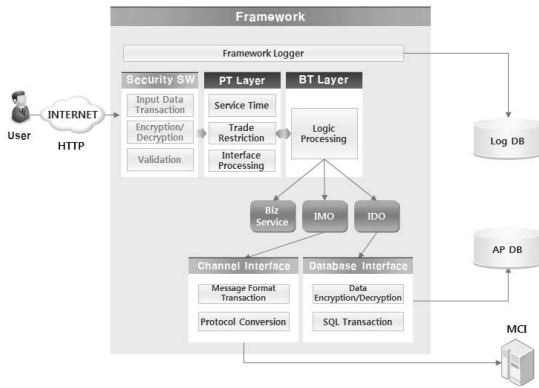 Framework
Framework Logger
Security SW
PT Layer
BT Layer
Input Data
Transaction
Encryption/
Decryption
Validation
Service Time
Trade
Restriction
Interface
Processing
Logic
Processing
INTERNET
User
HTTP
Log DB
Biz
Service
IMO
IDO
AP DB
Channel Interface
Database Interface
Message Format
Transaction
Protocol Conversion
Data
Encryption/Decryption
SQL Transaction
MCI